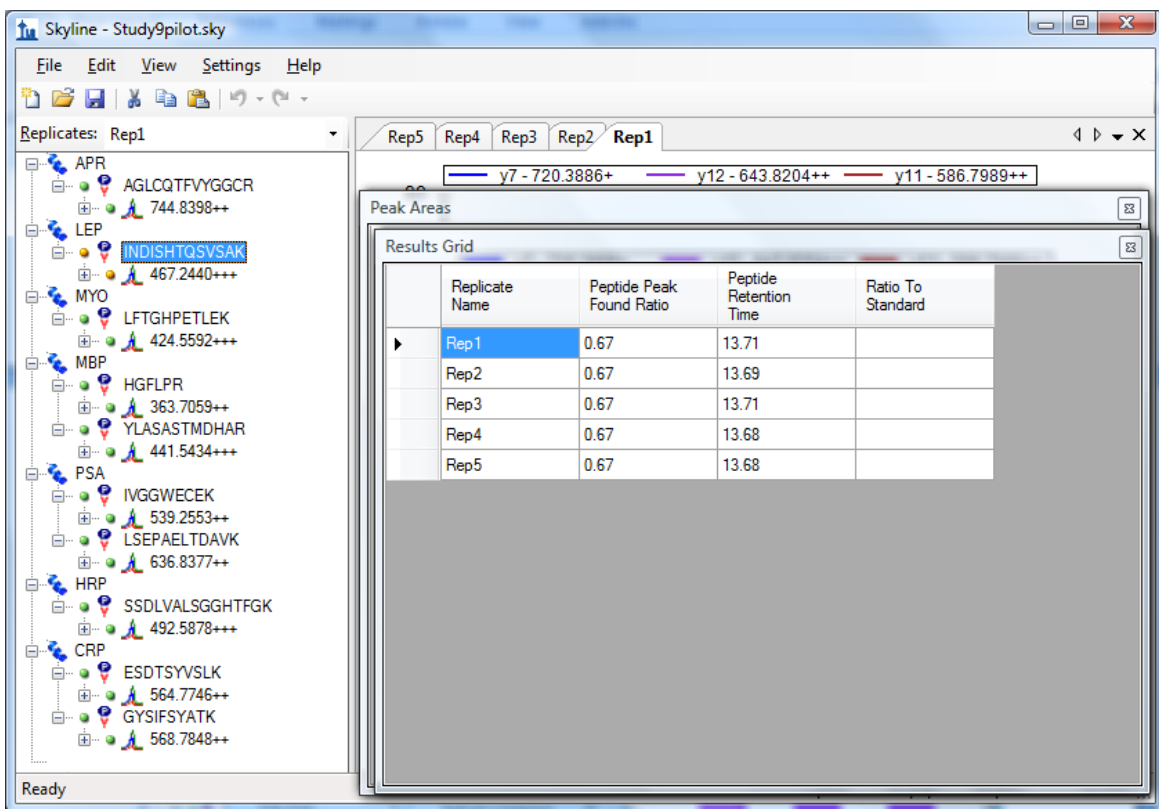 Skyline - Study9pilot.sky
File Edit View Settings Help
Replicates: Rep1
APR
AGLCQTFVYGGCR
744.8398++
LEP
INDISHTQSVSAK
467.2440+++
MYO
LFTGHPETLEK
424.5592+++
MBP
HGFLPR
363.7059++
YLASASTMDHAR
441.5434+++
PSA
IVGGWECEK
539.2553++
LSEPAELTDAVK
636.8377++
HRP
SSDLVALSGGHTFGK
492.5878+++
CRP
ESDTSYVSLK
564.7746++
GYSIFSYATK
568.7848++
Ready
Rep5 Rep4 Rep3 Rep2 Rep1
y7 - 720.3886+ y12 - 643.8204++ y11 - 586.7989++
Peak Areas
Results Grid
Replicate Name Peptide Peak Found Ratio Peptide Retention Time Ratio To Standard
Rep1 0.67 13.71
Rep2 0.67 13.69
Rep3 0.67 13.71
Rep4 0.67 13.68
Rep5 0.67 13.68